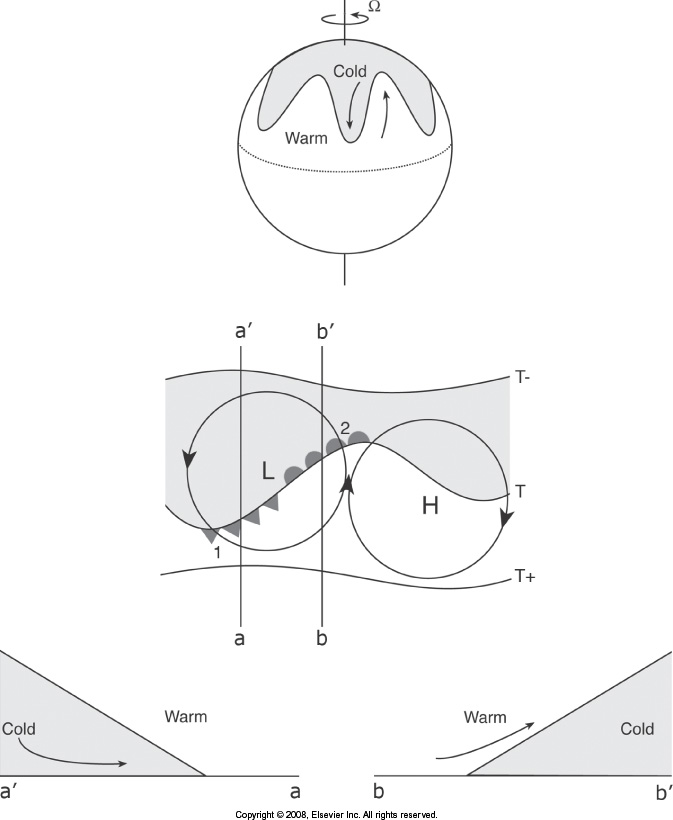 Ω
Cold
Warm
a′ b′
T-
2
L
T
H
1
T+
a b
Warm Warm
Cold Cold
a′ a b b′
Copyright © 2008, Elsevier Inc. All rights reserved.